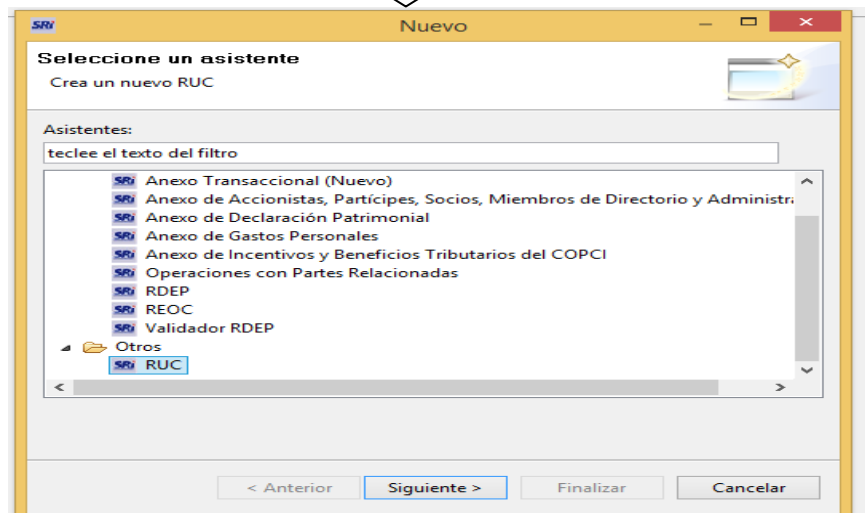 SRi Nuevo
Seleccione un asistente
Crea un nuevo RUC
Asistentes:
teclee el texto del filtro
SRi Anexo Transaccional (Nuevo)
SRi Anexo de Accionistas, Partícipes, Socios, Miembros de Directorio y Administr
SRi Anexo de Declaración Patrimonial
SRi Anexo de Gastos Personales
SRi Anexo de Incentivos y Beneficios Tributarios del COPCI
SRi Operaciones con Partes Relacionadas
SRi RDEP
SRi REOC
SRi Validador RDEP
Otros
SRi RUC
< Anterior Siguiente > Finalizar Cancelar